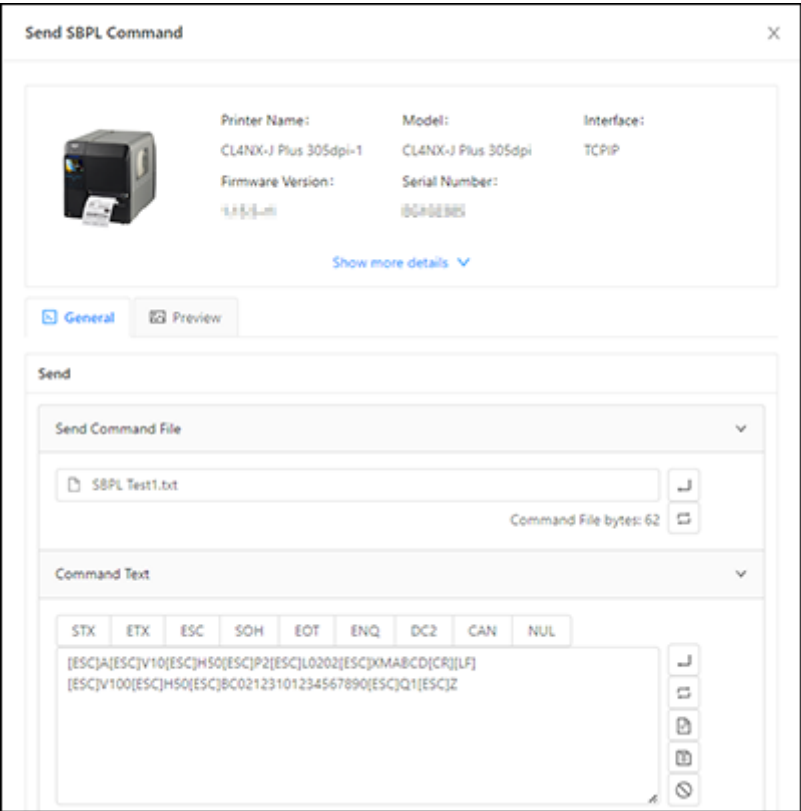 Send SBPL Command
Printer Name:
Model:
Interface:
CL4NX-J Plus 305dpi-1
CL4NX-J Plus 305dpi
TCPIP
Firmware Version:
Serial Number:
Show more details
General
Preview
Send
Send Command File
SBPL Test1.txt
Command File bytes: 62
Command Text
STX ETX ESC SOH EOT ENQ DC2 CAN NUL
[ESC]A[ESC]V10[ESC]H50[ESC]P2[ESC]L0202[ESC]XMABCD[CR][LF]
[ESC]V100[ESC]H50[ESC]BC02123101234567890[ESC]Q1[ESC]Z